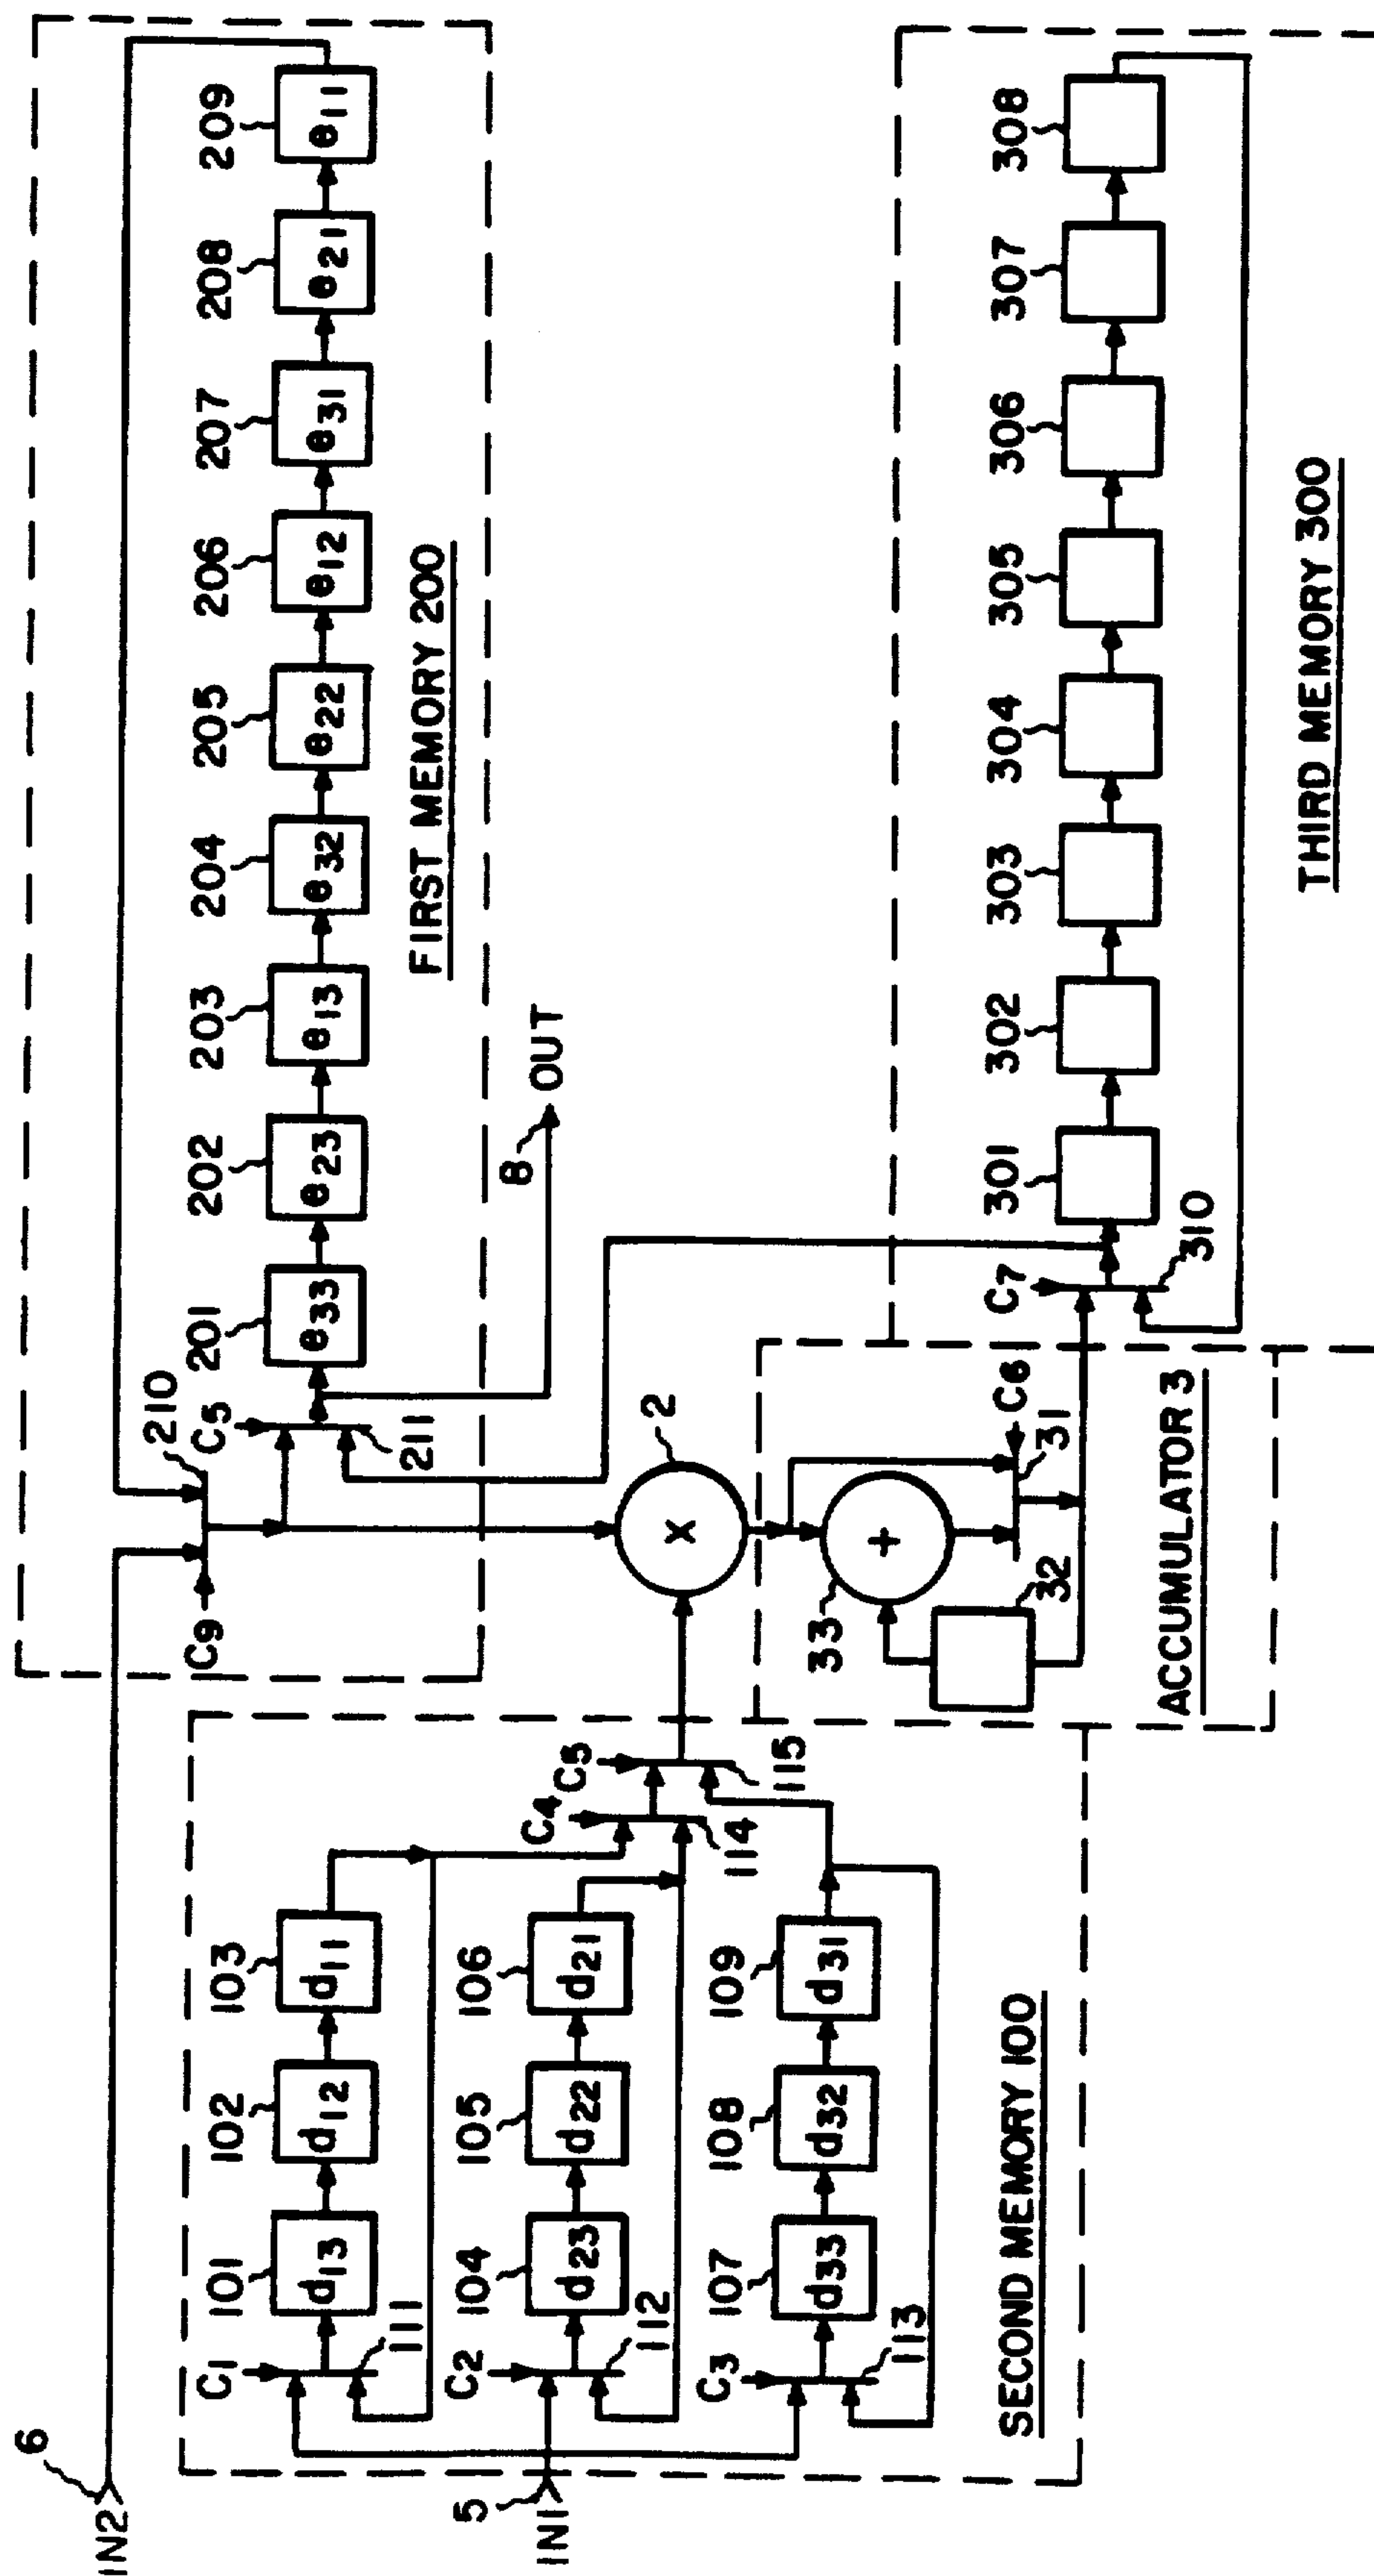 IN2
6
C9
210
C5
211
201
202
203
204
205
206
207
208
209
e33
e23
e13
e32
e22
e12
e31
e21
e11
FIRST MEMORY 200
8
OUT
IN1
5
C1
111
101
102
103
d13
d12
d11
C2
112
104
105
106
d23
d22
d21
C3
113
107
108
109
d33
d32
d31
C4
114
C5
115
SECOND MEMORY 100
X
2
33
+
C6
31
32
ACCUMULATOR 3
C7
310
301
302
303
304
305
306
307
308
THIRD MEMORY 300